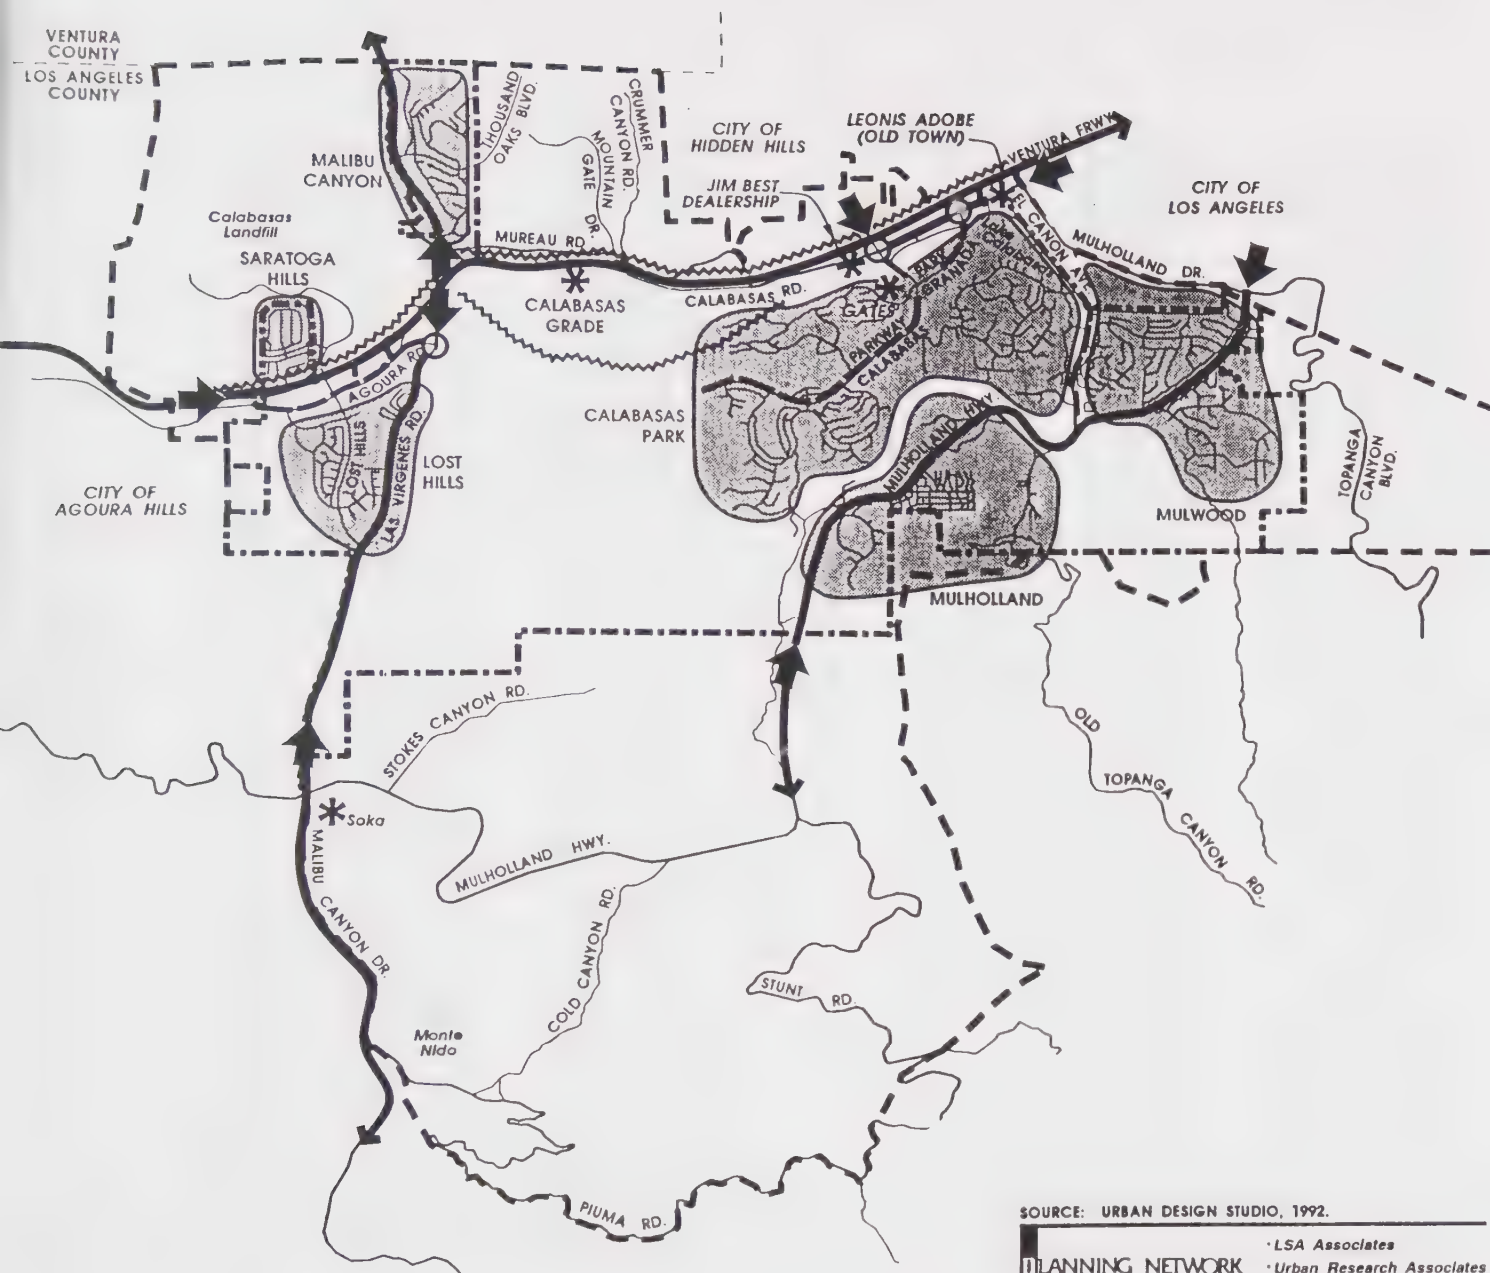 VENTURA
COUNTY
LOS ANGELES
COUNTY
MALIBU
CANYON
THOUSAND
OAKS BLVD.
CRUMMER
CANYON RD.
MOUNTAIN
GATE DR.
CITY OF
HIDDEN HILLS
LEONIS ADOBE
(OLD TOWN)
VENTURA FRWY.
JIM BEST
DEALERSHIP
CITY OF
LOS ANGELES
Calabasas
Landfill
SARATOGA
HILLS
MUREAU RD.
CALABASAS
GRADE
CALABASAS RD.
PARK
GRANADA
Lake
Calabasas
EL CANON AV.
MULHOLLAND DR.
GATES
PARKWAY
CALABASAS
AGOURA RD.
CALABASAS
PARK
MULHOLLAND HWY.
LOST HILLS
LAS VIRGENES RD.
LOST
HILLS
CITY OF
AGOURA HILLS
TOPANGA
CANYON
BLVD.
MULWOOD
MULHOLLAND
STOKES CANYON RD.
OLD
TOPANGA
CANYON
RD.
Soka
MALIBU
CANYON DR.
MULHOLLAND HWY.
COLD CANYON RD.
STUNT RD.
Monte
Nido
PIUMA RD.
SOURCE: URBAN DESIGN STUDIO, 1992.
PLANNING NETWORK
· LSA Associates
· Urban Research Associates